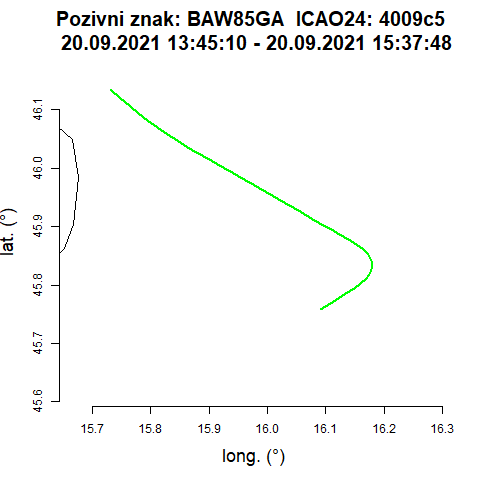 Pozivni znak: BAW85GA  ICAO24: 4009c5
20.09.2021 13:45:10 - 20.09.2021 15:37:48
46.1
46.0
45.9
45.8
45.7
45.6
lat. (°)
15.7 15.8 15.9 16.0 16.1 16.2 16.3
long. (°)